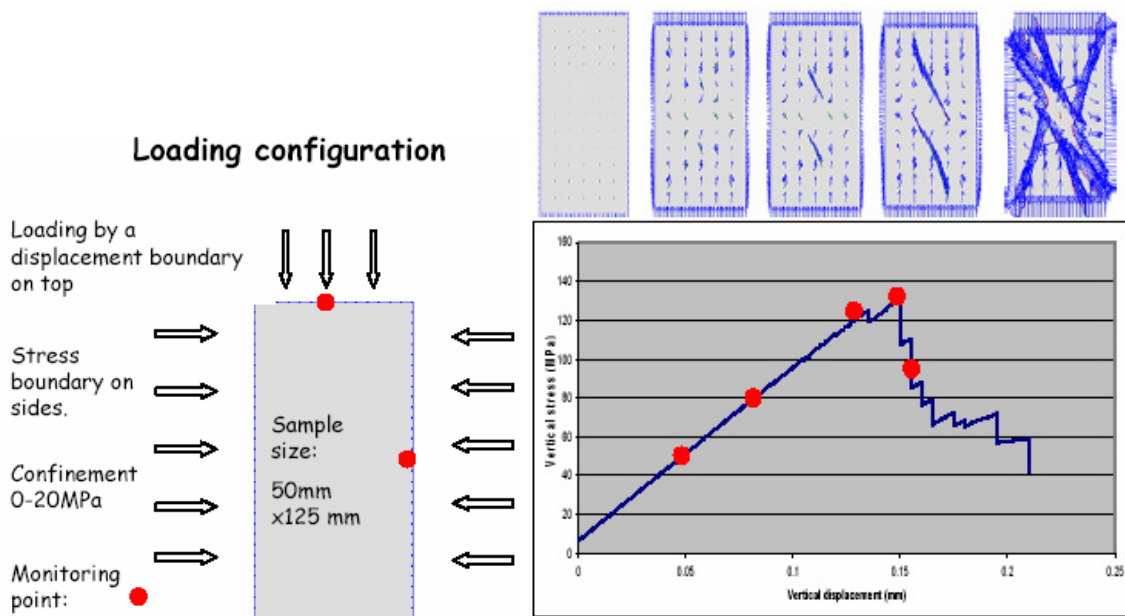 Loading configuration
Loading by a
displacement boundary
on top
Stress
boundary on
sides.
Confinement
0-20MPa
Monitoring
point:
Sample
size:
50mm
x125 mm
Vertical stress (MPa)
160
140
120
100
80
60
40
20
0
0
0.05
0.1
0.15
0.2
0.25
Vertical displacement (mm)